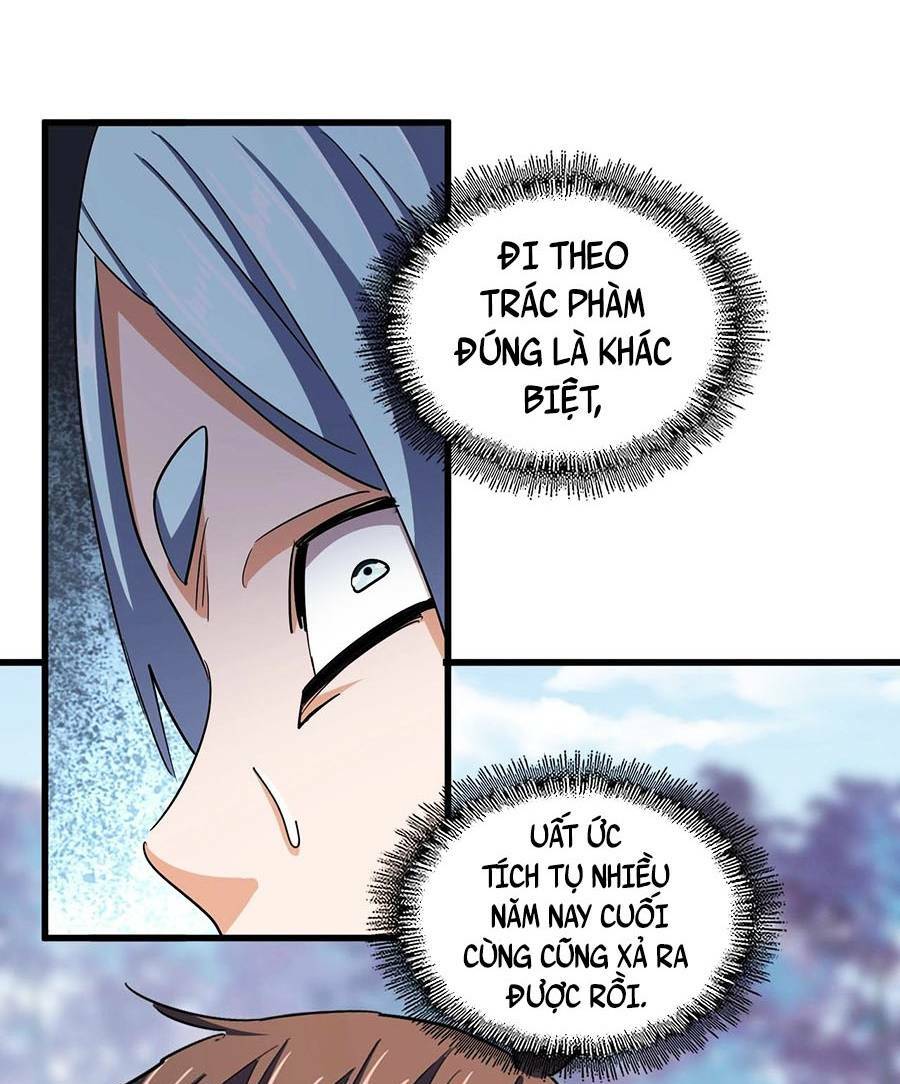 ĐI THEO
TRÁC PHÀM
ĐÚNG LÀ KHÁC
BIỆT,
UẤT ỨC
TÍCH TỤ NHIỀU
NĂM NAY CUỐI
CÙNG CŨNG XẢ RA
ĐƯỢC RỒI.